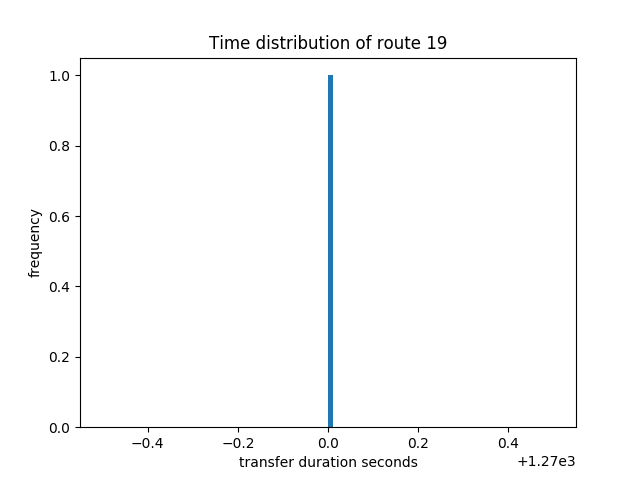 Time distribution of route 19
1.0
0.8
0.6
0.4
0.2
0.0
frequency
−0.4 −0.2 0.0 0.2 0.4
transfer duration seconds
+1.27e3